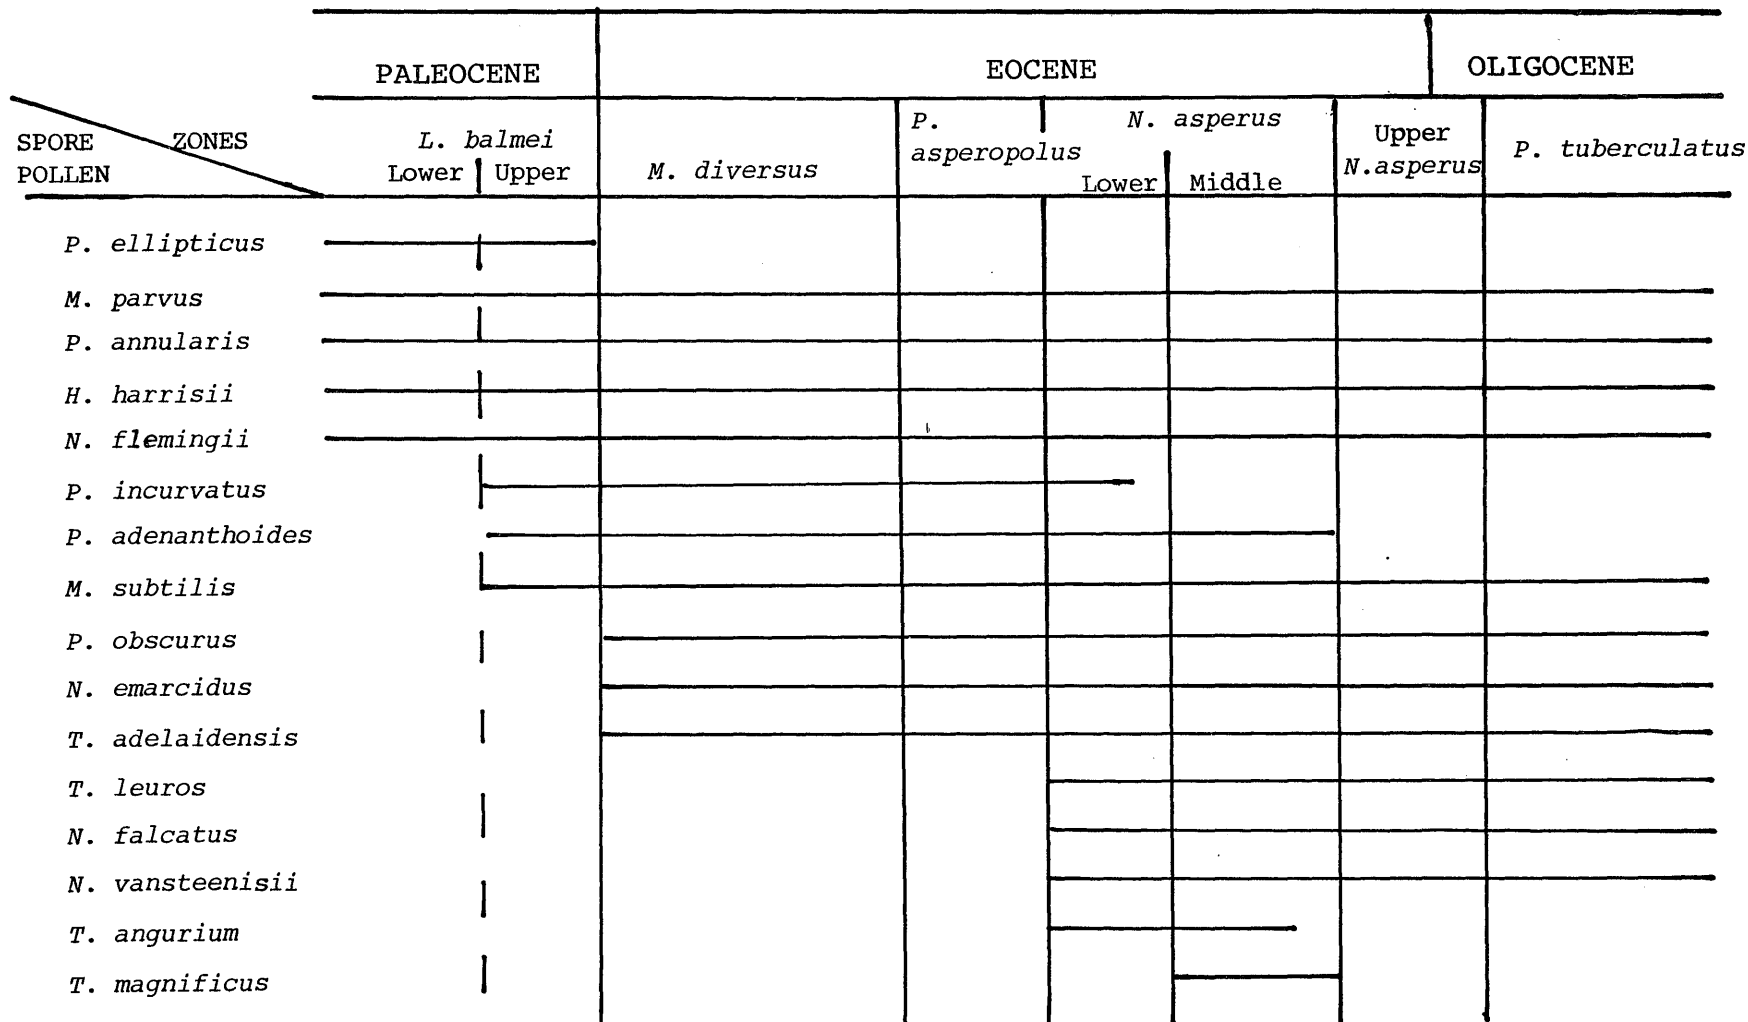 PALEOCENE EOCENE OLIGOCENE
SPORE POLLEN ZONES
L. balmei
Lower Upper
M. diversus
P. asperopolus
N. asperus
Lower Middle
Upper N.asperus
P. tuberculatus
P. ellipticus
M. parvus
P. annularis
H. harrisii
N. flemingii
P. incurvatus
P. adenanthoides
M. subtilis
P. obscurus
N. emarcidus
T. adelaidensis
T. leuros
N. falcatus
N. vansteenisii
T. angurium
T. magnificus